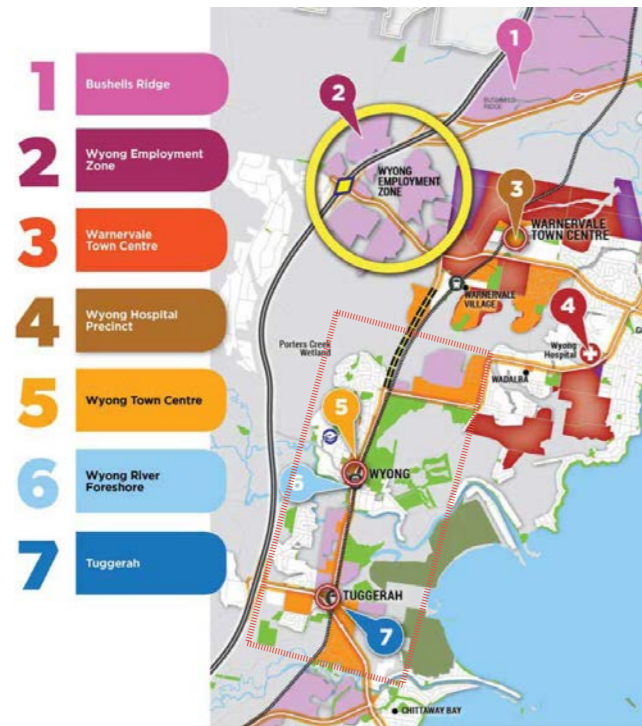 1
Bushells Ridge
2
Wyong Employment
Zone
3
Warnervale
Town Centre
4
Wyong Hospital
Precinct
5
Wyong Town Centre
6
Wyong River
Foreshore
7
Tuggerah
1
BUSHELLS
RIDGE
2
WYONG
EMPLOYMENT
ZONE
3
WARNERVALE
TOWN CENTRE
WARNERVALE
VILLAGE
4
Wyong
Hospital
Porters Creek
Wetland
WADALBA
5
WYONG
6
TUGGERAH
7
CHITTAWAY BAY